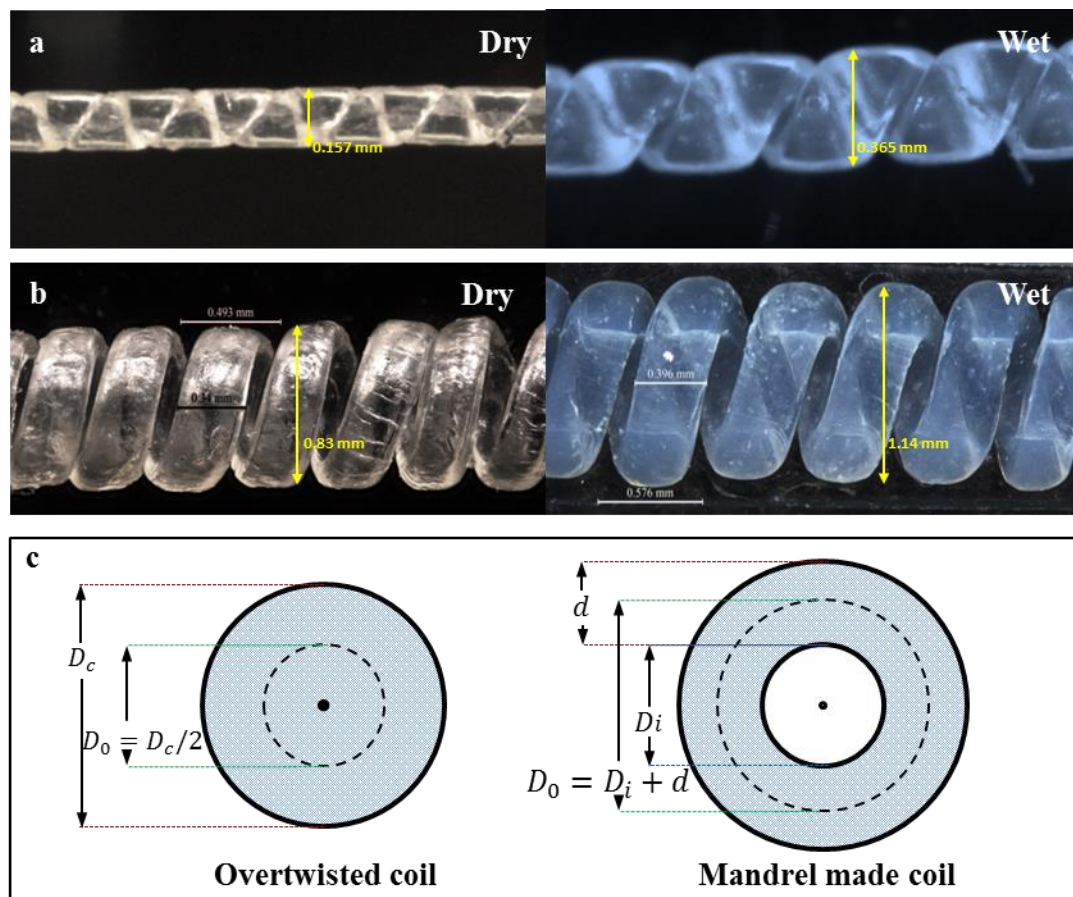 a
Dry
0.157 mm
Wet
0.365 mm
b
Dry
0.493 mm
0.34 mm
0.83 mm
Wet
0.396 mm
1.14 mm
0.576 mm
c
D_c
D_0 = D_c/2
Overtwisted coil
d
Di
D_0 = D_i + d
Mandrel made coil